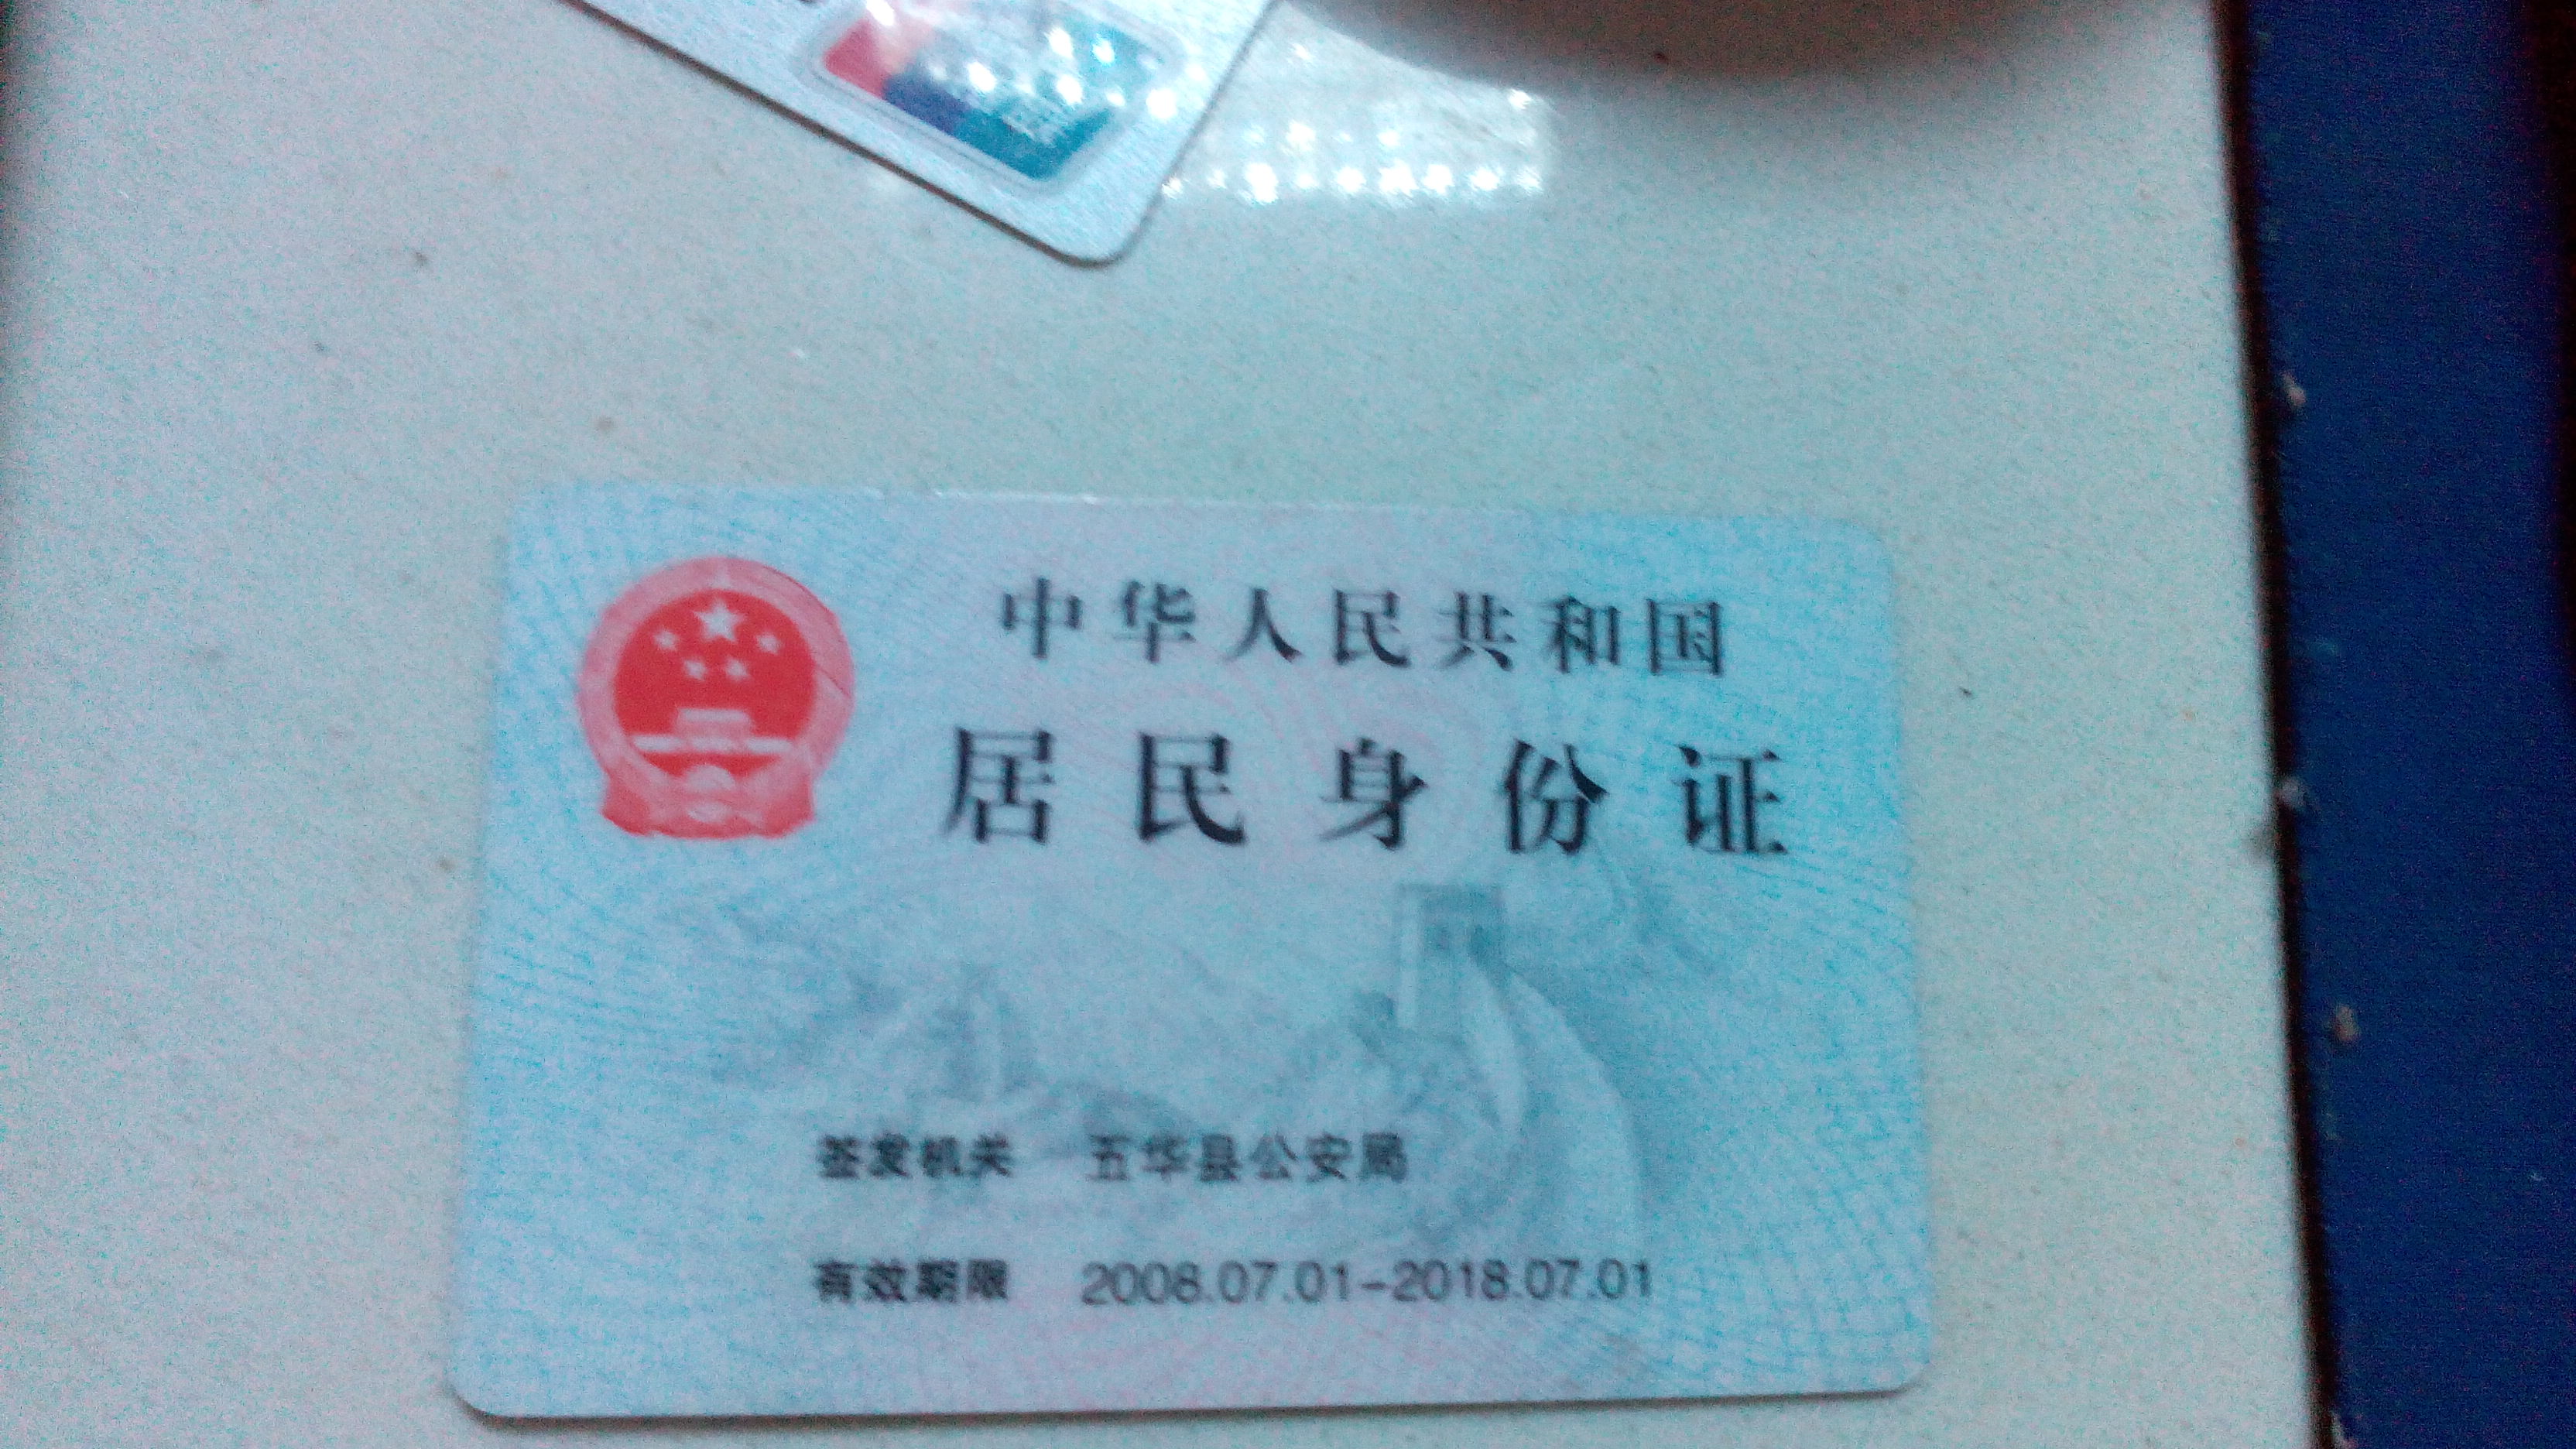 中华人民共和国
居民身份证
签发机关 五华县公安局
有效期限 2008.07.01-2018.07.01